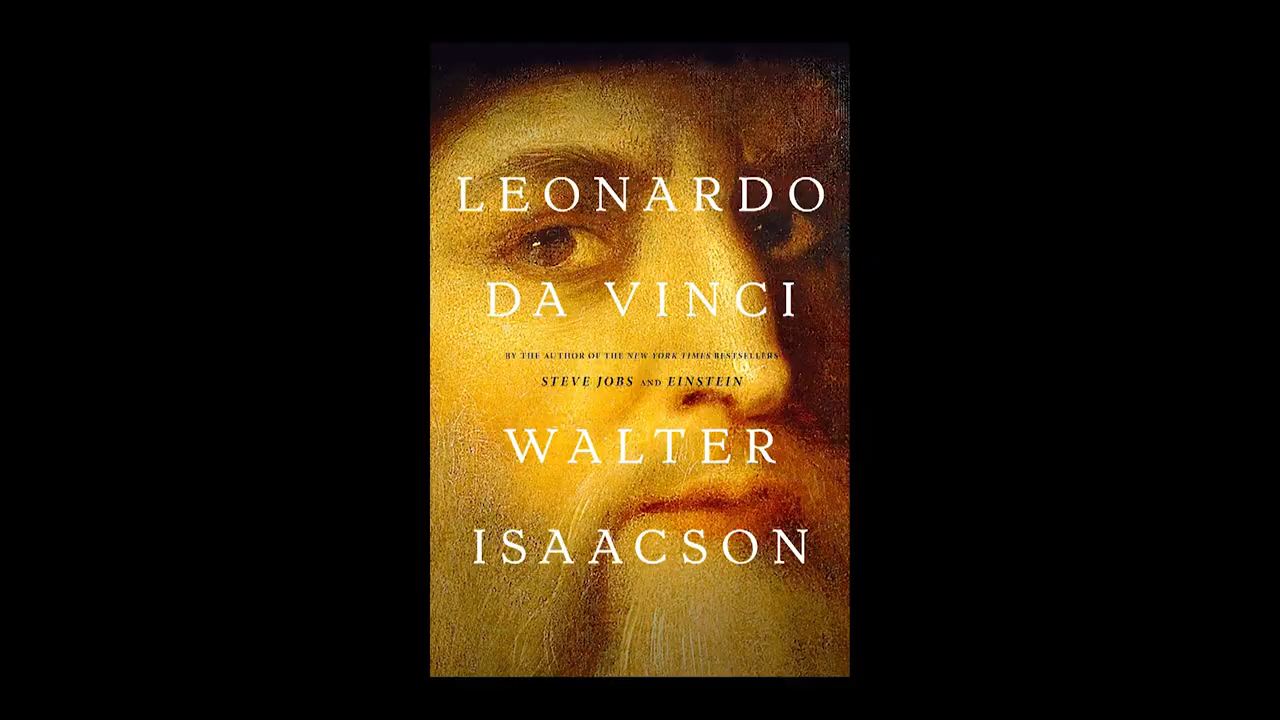 LEONARDO
DA VINCI
BY THE AUTHOR OF THE NEW YORK TIMES BESTSELLERS
STEVE JOBS AND EINSTEIN
WALTER
ISAACSON